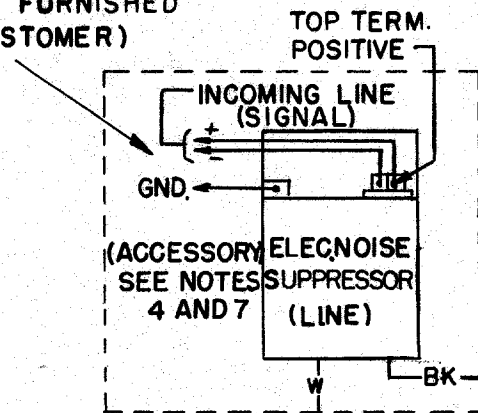 FURNISHED
STOMER)
TOP TERM.
POSITIVE
INCOMING LINE
(SIGNAL)
+
-
GND.
(ACCESSORY
SEE NOTES
4 AND 7
ELEC.NOISE
SUPPRESSOR
(LINE)
W
BK